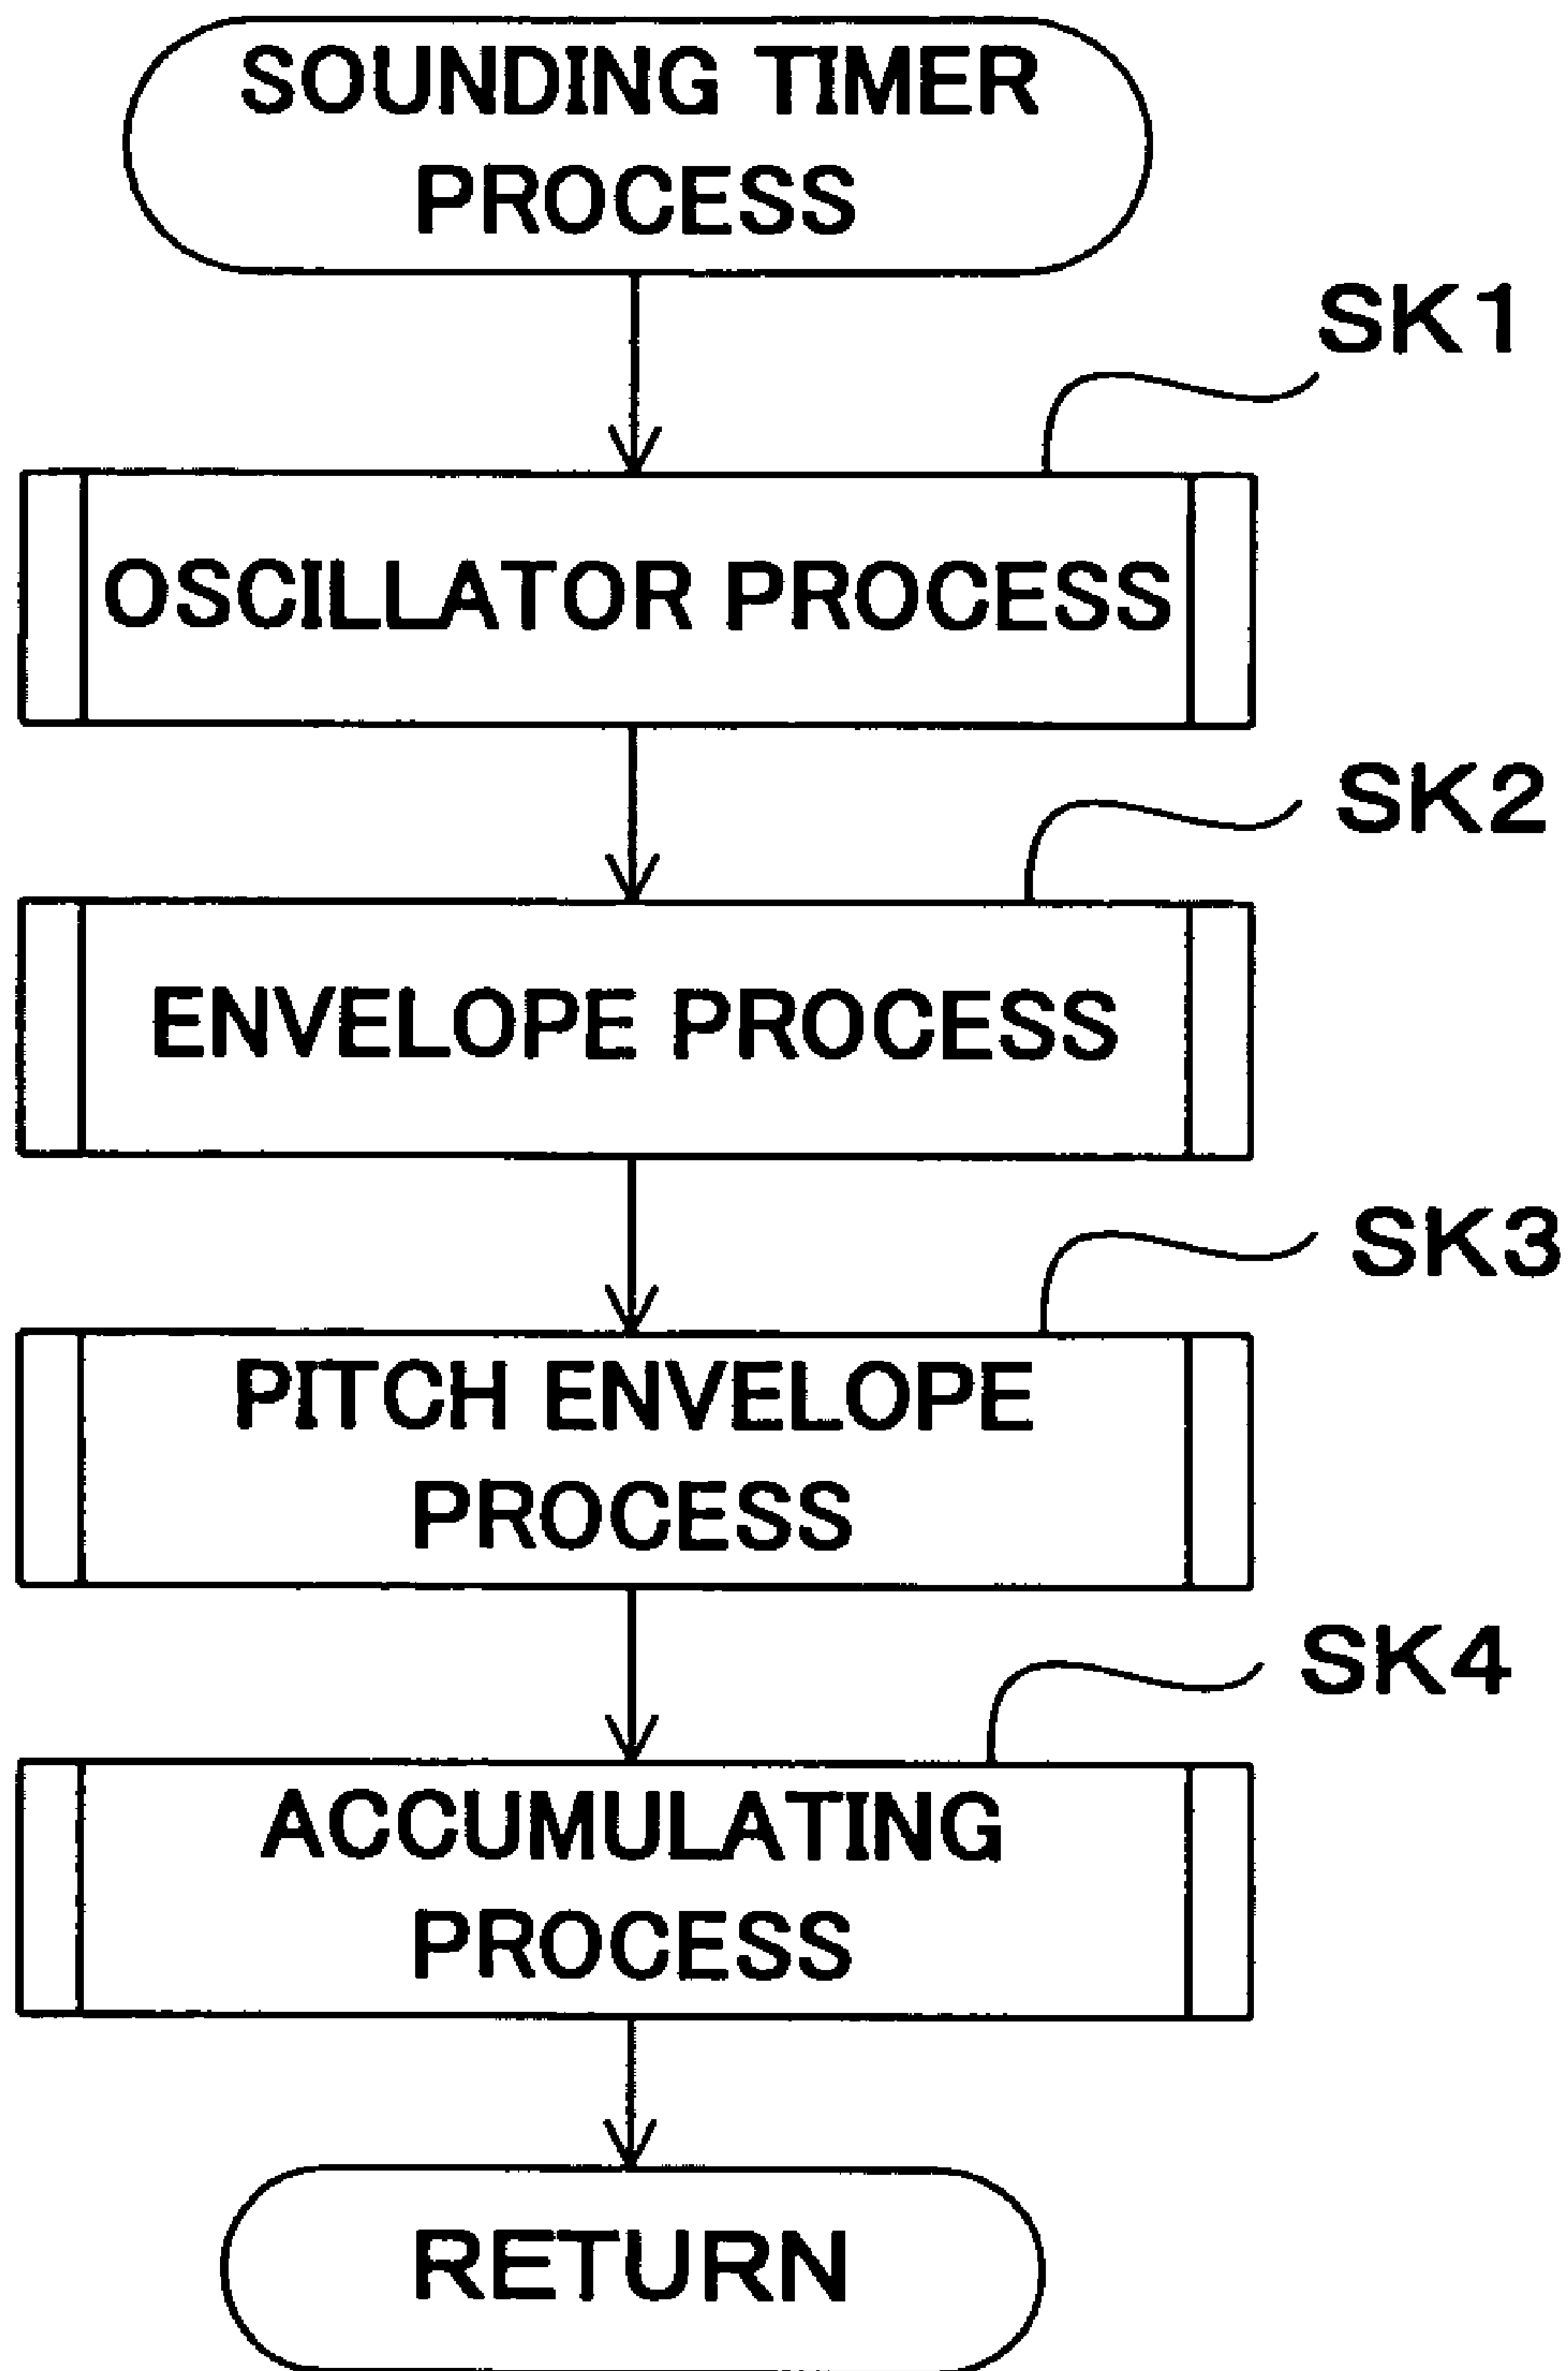 SOUNDING TIMER
PROCESS
SK1
OSCILLATOR PROCESS
SK2
ENVELOPE PROCESS
SK3
PITCH ENVELOPE
PROCESS
SK4
ACCUMULATING
PROCESS
RETURN